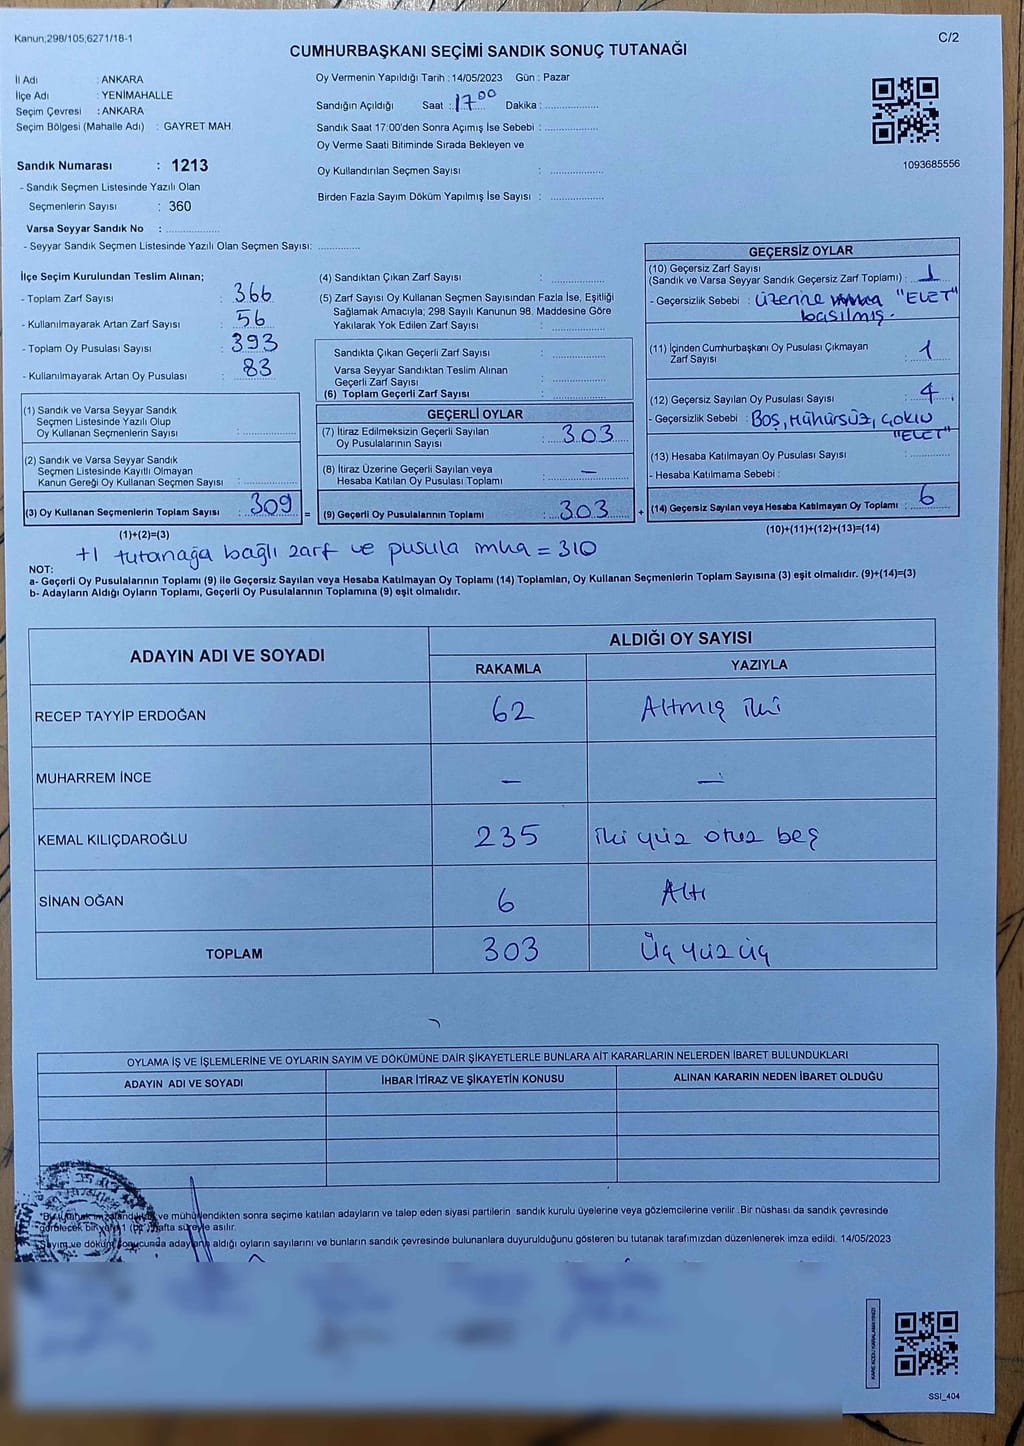 Kanun;298/105,6271/18-1
C/2
CUMHURBAŞKANI SEÇİMİ SANDIK SONUÇ TUTANAĞI
İl Adı : ANKARA
İlçe Adı : YENİMAHALLE
Seçim Çevresi : ANKARA
Seçim Bölgesi (Mahalle Adı) : GAYRET MAH.
Sandık Numarası : 1213
- Sandık Seçmen Listesinde Yazılı Olan
Seçmenlerin Sayısı : 360
Varsa Seyyar Sandık No : ....................
- Seyyar Sandık Seçmen Listesinde Yazılı Olan Seçmen Sayısı: ...............
Oy Vermenin Yapıldığı Tarih : 14/05/2023 Gün : Pazar
Sandığın Açıldığı Saat : 17 00 Dakika : ....................
Sandık Saat 17:00'den Sonra Açımış İse Sebebi : ....................
Oy Verme Saati Bitiminde Sırada Bekleyen ve
Oy Kullandırılan Seçmen Sayısı : ....................
Birden Fazla Sayım Döküm Yapılmış İse Sayısı : ....................
1093685556
İlçe Seçim Kurulundan Teslim Alınan;
- Toplam Zarf Sayısı : 366
- Kullanılmayarak Artan Zarf Sayısı : 56
- Toplam Oy Pusulası Sayısı : 393
- Kullanılmayarak Artan Oy Pusulası : 83
(1) Sandık ve Varsa Seyyar Sandık
Seçmen Listesinde Yazılı Olup
Oy Kullanan Seçmenlerin Sayısı : ....................
(2) Sandık ve Varsa Seyyar Sandık
Seçmen Listesinde Kayıtlı Olmayan
Kanun Gereği Oy Kullanan Seçmen Sayısı : ....................
(3) Oy Kullanan Seçmenlerin Toplam Sayısı : 309 =
(1)+(2)=(3)
(4) Sandıktan Çıkan Zarf Sayısı : ....................
(5) Zarf Sayısı Oy Kullanan Seçmen Sayısından Fazla İse, Eşitliği
Sağlamak Amacıyla, 298 Sayılı Kanunun 98. Maddesine Göre
Yakılarak Yok Edilen Zarf Sayısı : ....................
Sandıkta Çıkan Geçerli Zarf Sayısı : ....................
Varsa Seyyar Sandıktan Teslim Alınan
Geçerli Zarf Sayısı : ....................
(6) Toplam Geçerli Zarf Sayısı : ....................
GEÇERLİ OYLAR
(7) İtiraz Edilmeksizin Geçerli Sayılan
Oy Pusulalarının Sayısı : 303
(8) İtiraz Üzerine Geçerli Sayılan veya
Hesaba Katılan Oy Pusulası Toplamı : —
(9) Geçerli Oy Pusulalarının Toplamı : 303 +
GEÇERSİZ OYLAR
(10) Geçersiz Zarf Sayısı
(Sandık ve Varsa Seyyar Sandık Geçersiz Zarf Toplamı) : 1
- Geçersizlik Sebebi : üzerine "ELET"
basılmış.
(11) İçinden Cumhurbaşkanı Oy Pusulası Çıkmayan
Zarf Sayısı : 1
(12) Geçersiz Sayılan Oy Pusulası Sayısı : 4
- Geçersizlik Sebebi : Boş, mühürsüz, çoklu
"ELET"
(13) Hesaba Katılmayan Oy Pusulası Sayısı : ...............
- Hesaba Katılmama Sebebi :
(14) Geçersiz Sayılan veya Hesaba Katılmayan Oy Toplamı : 6
(10)+(11)+(12)+(13)=(14)
+1 tutanağa bağlı zarf ve pusula imha = 310
NOT:
a- Geçerli Oy Pusulalarının Toplamı (9) ile Geçersiz Sayılan veya Hesaba Katılmayan Oy Toplamı (14) Toplamları, Oy Kullanan Seçmenlerin Toplam Sayısına (3) eşit olmalıdır. (9)+(14)=(3)
b- Adayların Aldığı Oyların Toplamı, Geçerli Oy Pusulalarının Toplamına (9) eşit olmalıdır.
ADAYIN ADI VE SOYADI ALDIĞI OY SAYISI
RAKAMLA YAZIYLA
RECEP TAYYİP ERDOĞAN 62 Altmış iki
MUHARREM İNCE — —
KEMAL KILIÇDAROĞLU 235 iki yüz otuz beş
SİNAN OĞAN 6 Altı
TOPLAM 303 Üç yüz üç
OYLAMA İŞ VE İŞLEMLERİNE VE OYLARIN SAYIM VE DÖKÜMÜNE DAİR ŞİKAYETLERLE BUNLARA AİT KARARLARIN NELERDEN İBARET BULUNDUKLARI
ADAYIN ADI VE SOYADI İHBAR İTİRAZ VE ŞİKAYETİN KONUSU ALINAN KARARIN NEDEN İBARET OLDUĞU
ve mühürlendikten sonra seçime katılan adayların ve talep eden siyasi partilerin sandık kurulu üyelerine veya gözlemcilerine verilir .Bir nüshası da sandık çevresinde
görülecek bir yere 1 (bir) hafta süreyle asılır.
Sayım ve döküm sonucunda adayların aldığı oyların sayılarını ve bunların sandık çevresinde bulunanlara duyurulduğunu gösteren bu tutanak tarafımızdan düzenlenerek imza edildi. 14/05/2023
KARE KODU KARALAMAYINIZ!
SSİ_404